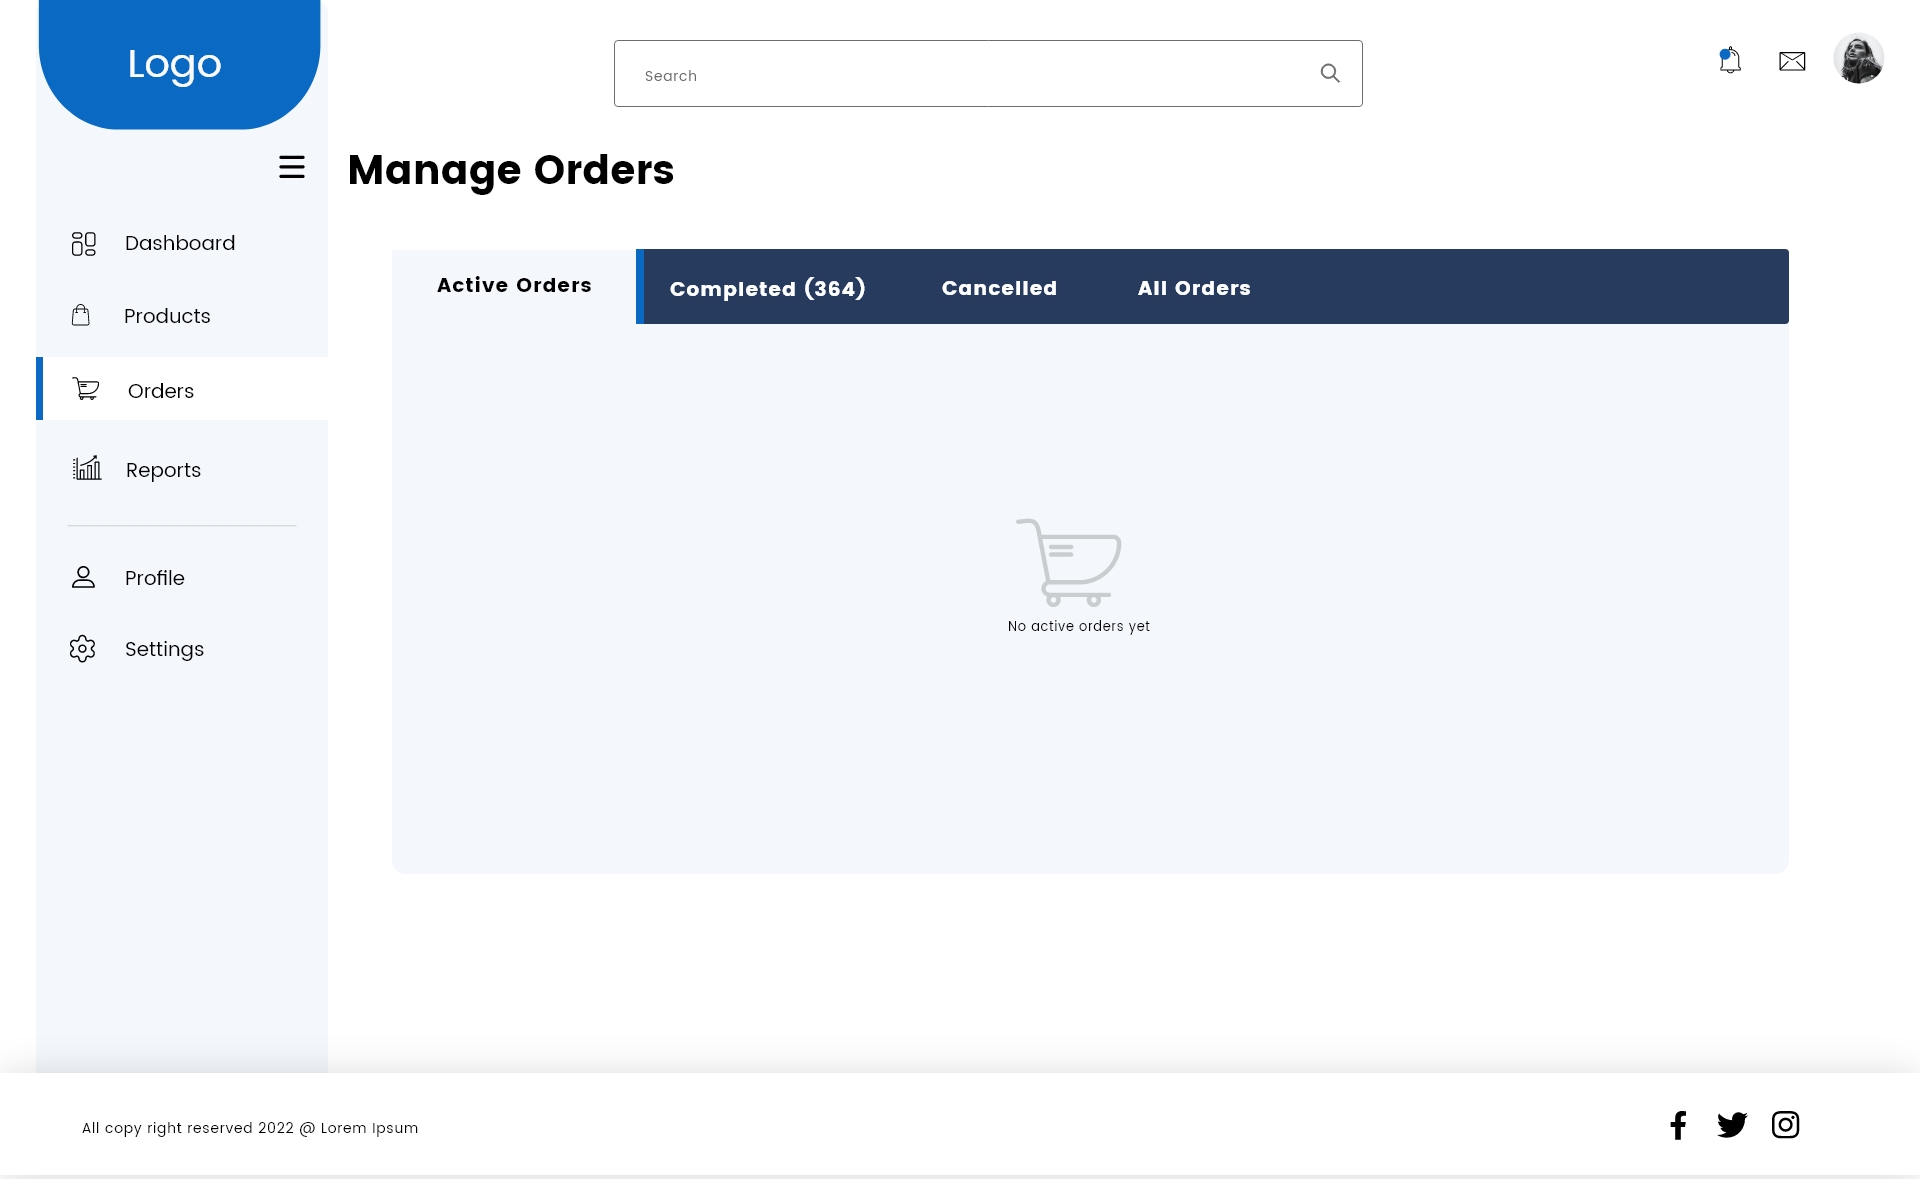 Logo
Search
Manage Orders
Dashboard
Products
Orders
Reports
Profile
Settings
Active Orders
Completed (364)
Cancelled
All Orders
No active orders yet
All copy right reserved 2022 @ Lorem Ipsum